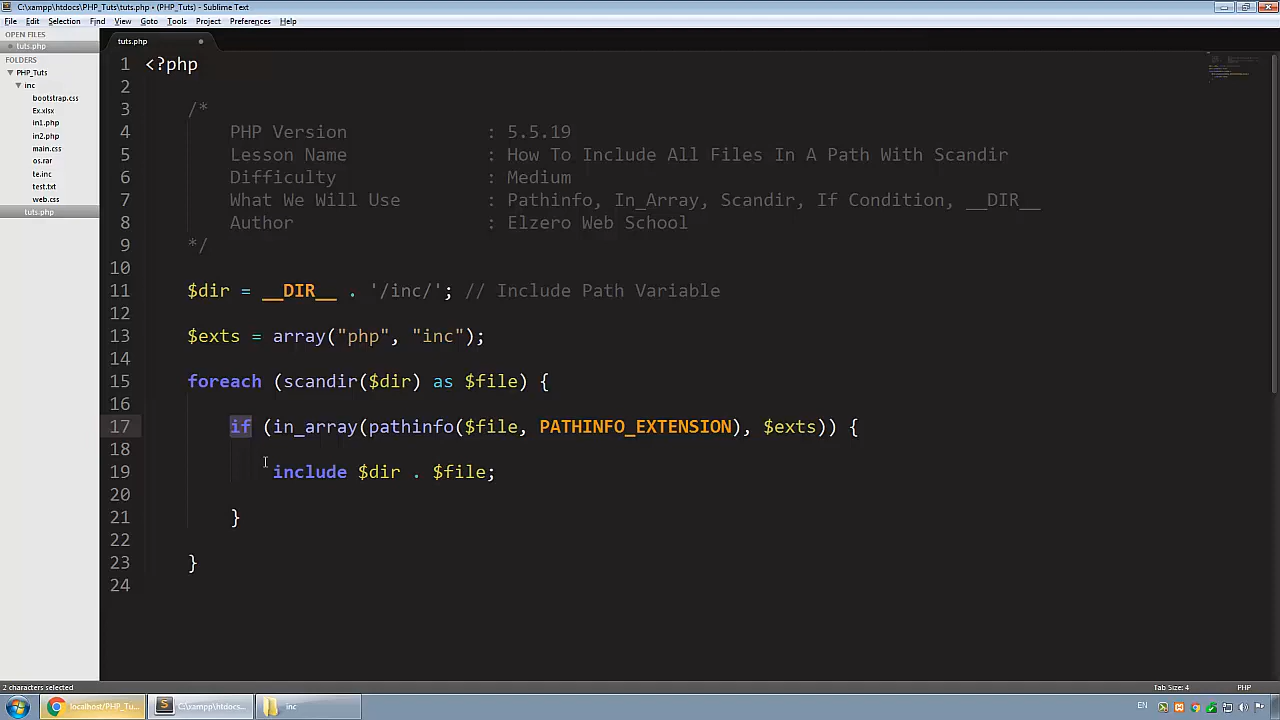 C:\xampp\htdocs\PHP_Tuts\tuts.php • (PHP_Tuts) - Sublime Text
File Edit Selection Find View Goto Tools Project Preferences Help
OPEN FILES
tuts.php
FOLDERS
PHP_Tuts
inc
bootstrap.css
Ex.xlsx
in1.php
in2.php
main.css
os.rar
te.inc
test.txt
web.css
tuts.php
tuts.php
1 <?php
2
3 /*
4 PHP Version : 5.5.19
5 Lesson Name : How To Include All Files In A Path With Scandir
6 Difficulty : Medium
7 What We Will Use : Pathinfo, In_Array, Scandir, If Condition, __DIR__
8 Author : Elzero Web School
9 */
10
11 $dir = __DIR__ . '/inc/'; // Include Path Variable
12
13 $exts = array("php", "inc");
14
15 foreach (scandir($dir) as $file) {
16
17 if (in_array(pathinfo($file, PATHINFO_EXTENSION), $exts)) {
18
19 include $dir . $file;
20
21 }
22
23 }
24
2 characters selected Tab Size: 4 PHP
localhost/PHP_Tu... C:\xampp\htdocs... inc EN